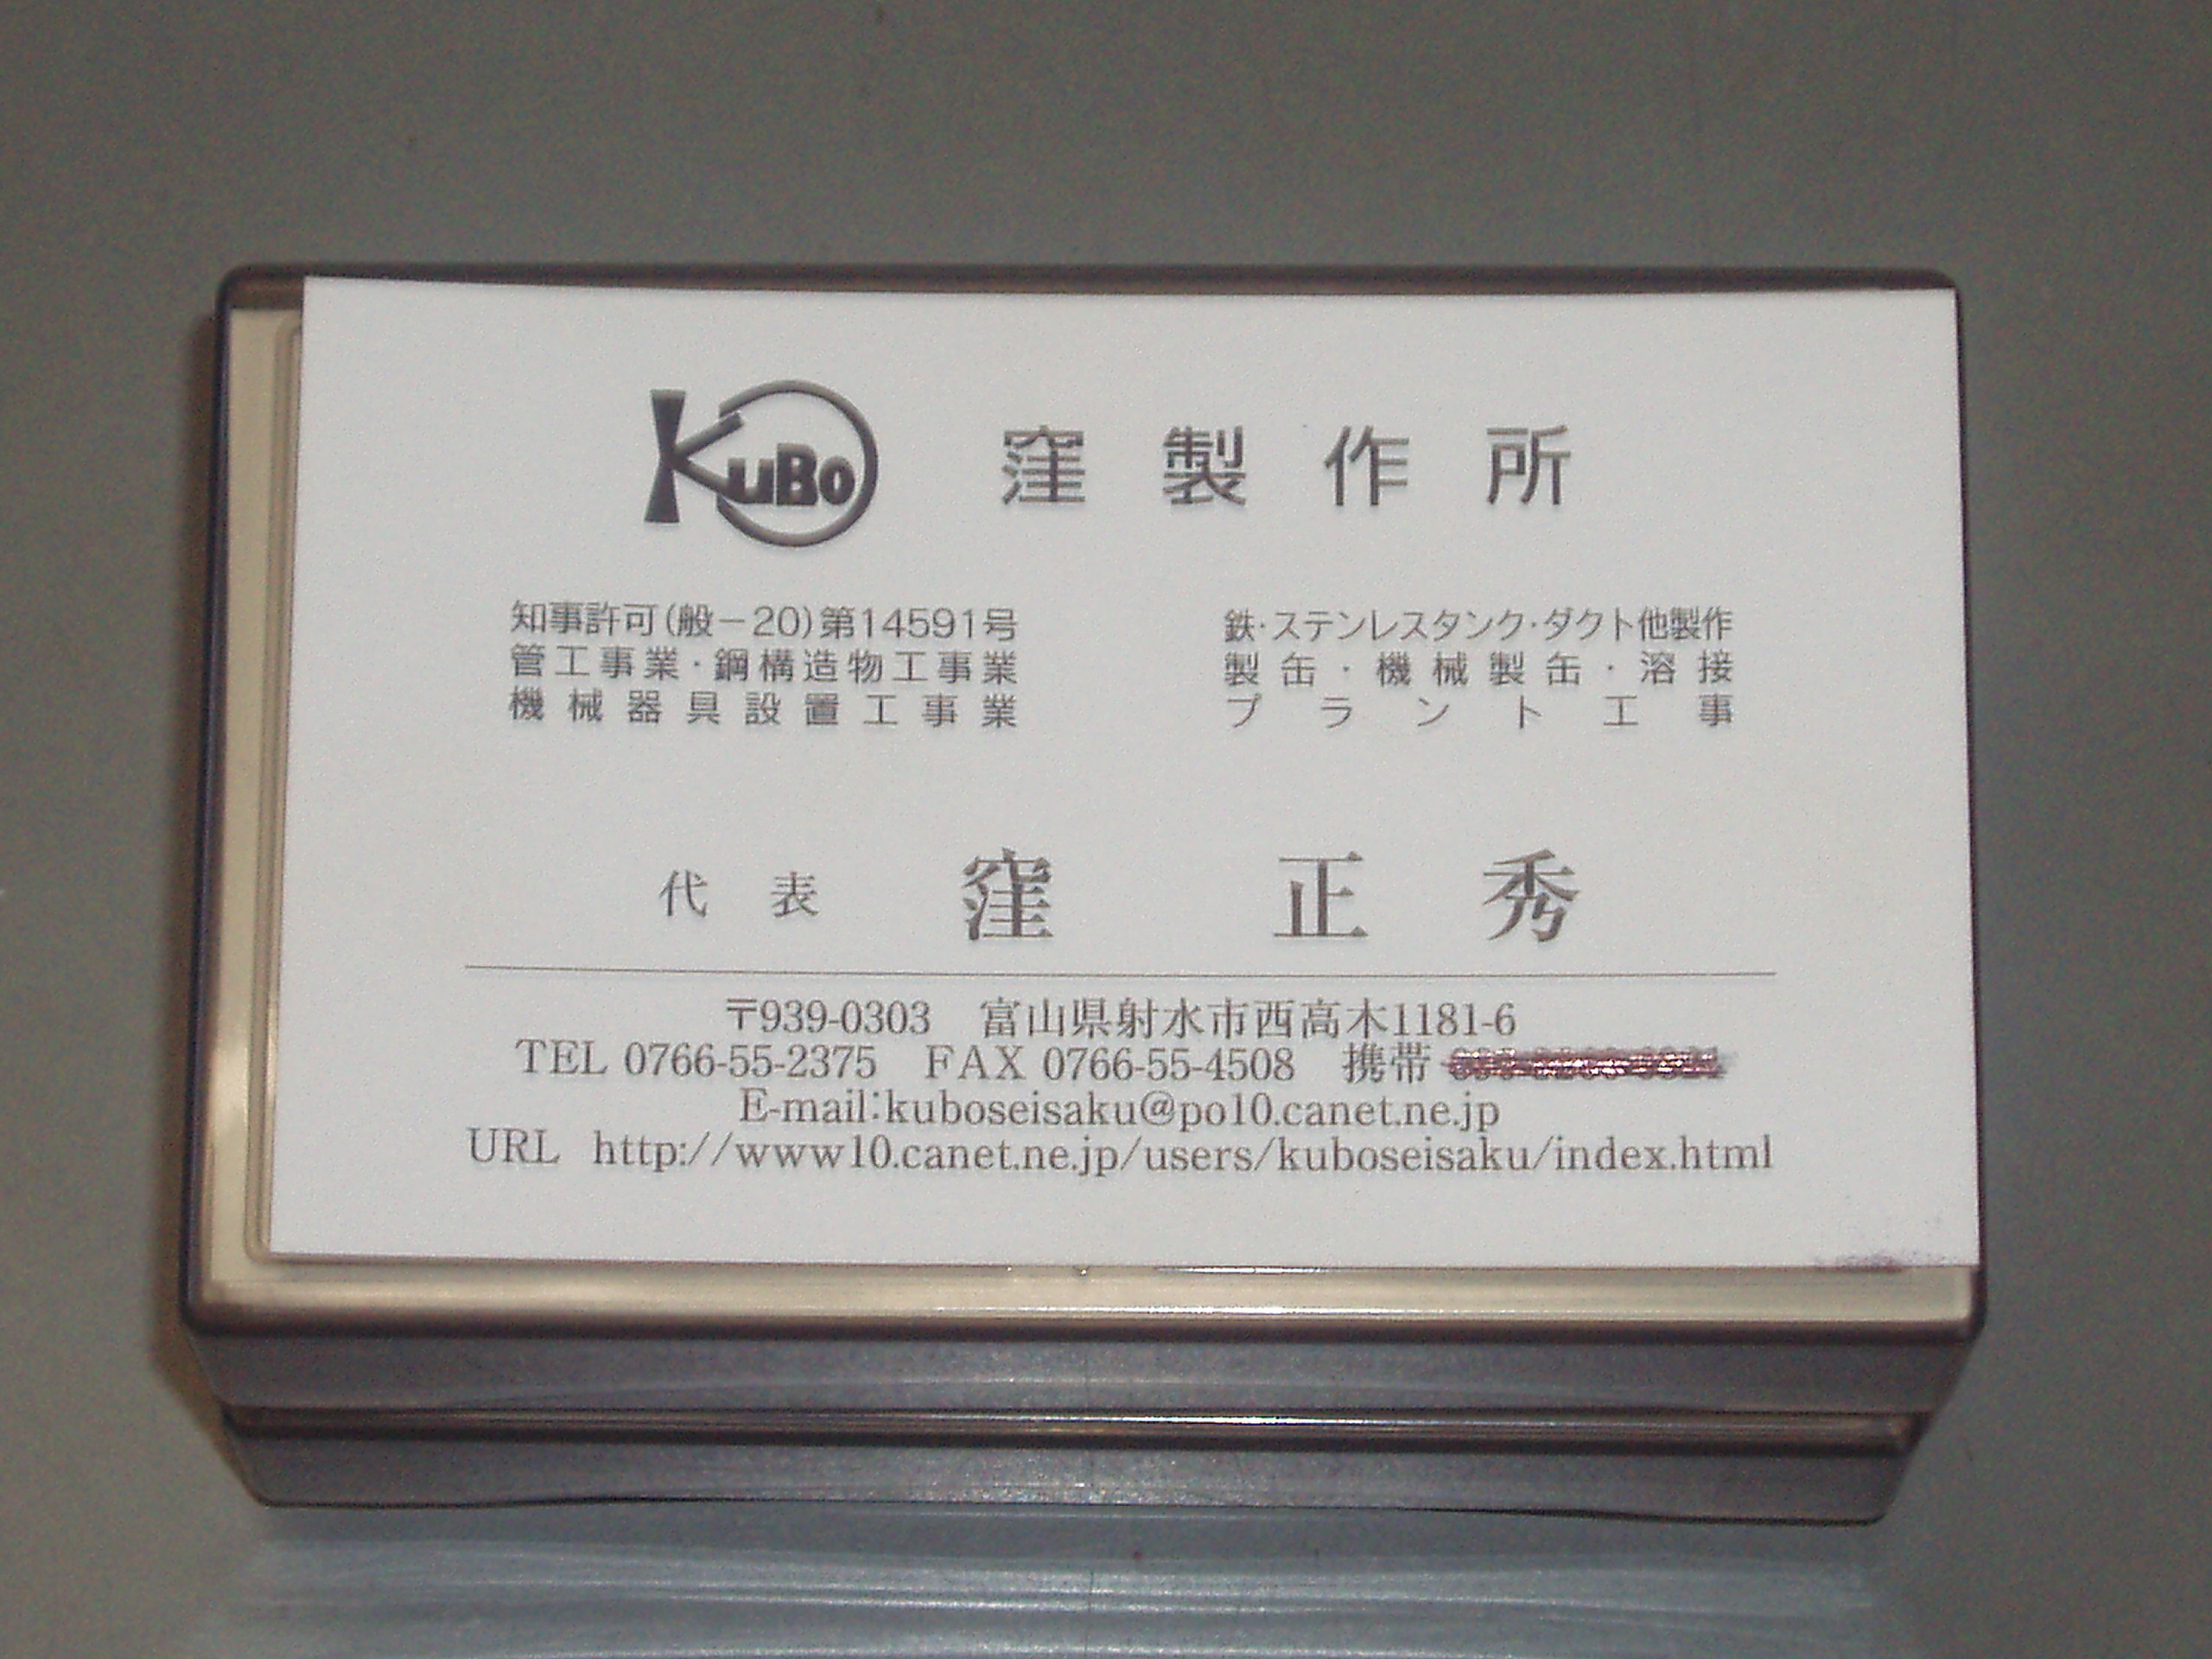 KuBo 窪製作所
知事許可(般－20)第14591号
管工事業・鋼構造物工事業
機械器具設置工事業
鉄・ステンレスタンク・ダクト他製作
製缶・機械製缶・溶接
プラント工事
代表 窪 正秀
〒939-0303 富山県射水市西高木1181-6
TEL 0766-55-2375 FAX 0766-55-4508 携帯
E-mail:kuboseisaku@po10.canet.ne.jp
URL http://www10.canet.ne.jp/users/kuboseisaku/index.html